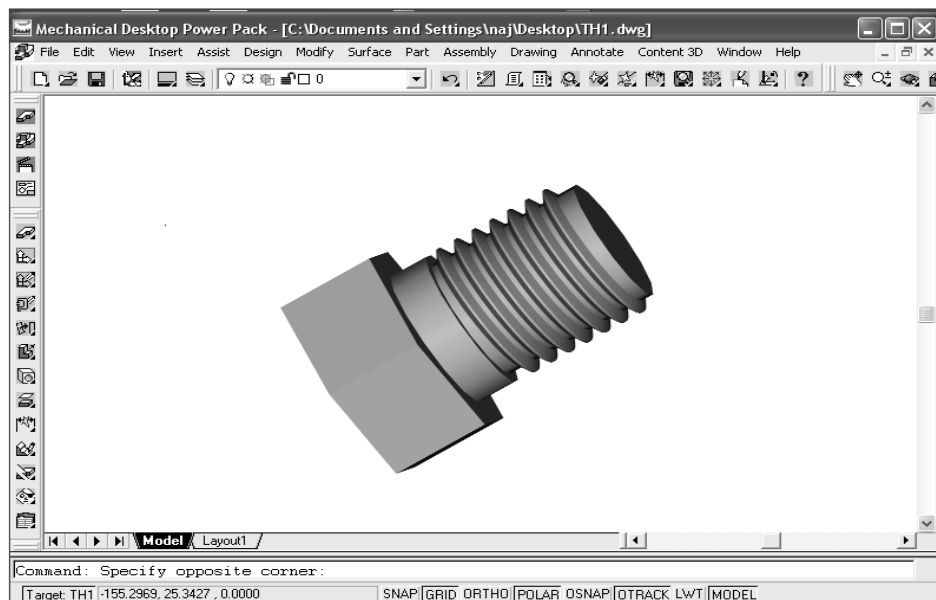 Mechanical Desktop Power Pack - [C:\Documents and Settings\naj\Desktop\TH1.dwg]
File Edit View Insert Assist Design Modify Surface Part Assembly Drawing Annotate Content 3D Window Help
0
Model Layout1
Command: Specify opposite corner:
Target: TH1 -155.2969, 25.3427 , 0.0000 SNAP GRID ORTHO POLAR OSNAP OTRACK LWT MODEL